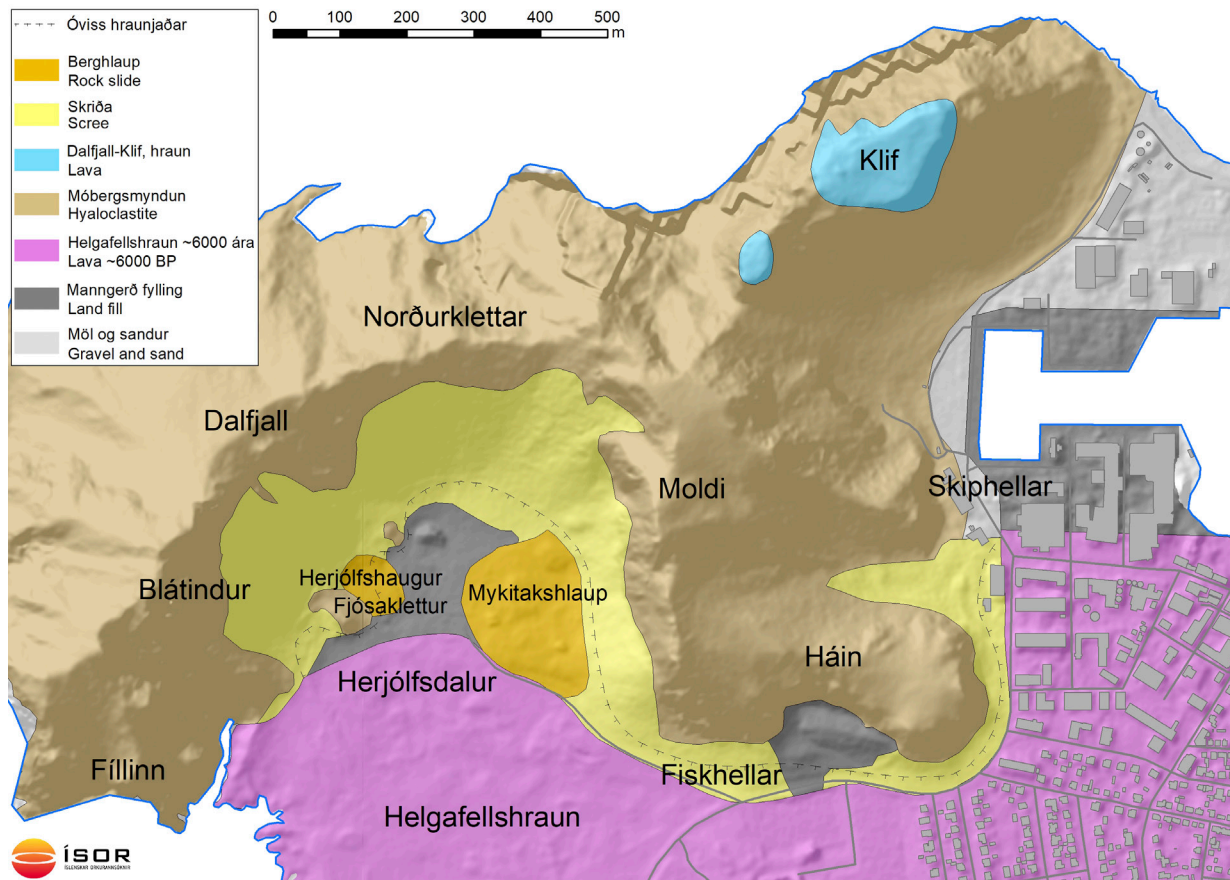 Óviss hraunjaðar
Berghlaup
Rock slide
Skriða
Scree
Dalfjall-Klif, hraun
Lava
Móbergsmyndun
Hyaloclastite
Helgafellshraun ~6000 ára
Lava ~6000 BP
Manngerð fylling
Land fill
Möl og sandur
Gravel and sand
0 100 200 300 400 500
m
Klif
Norðurklettar
Dalfjall
Moldi
Skiphellar
Blátindur
Herjólfshaugur
Fjósaklettur
Mykitakshlaup
Háin
Herjólfsdalur
Fíllinn
Fiskhellar
Helgafellshraun
ÍSOR
ÍSLENSKAR ORKURANNSÓKNIR